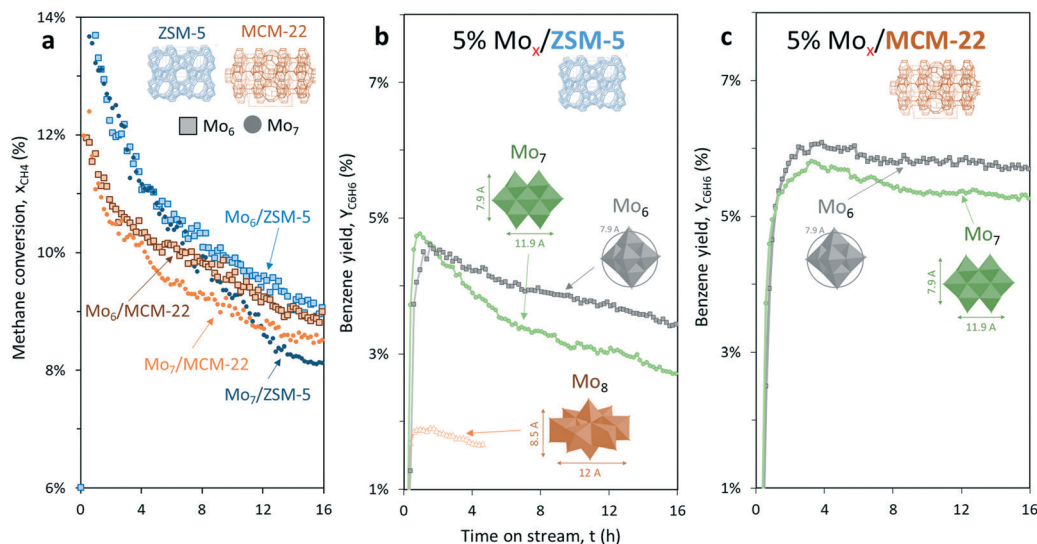 a
ZSM-5
MCM-22
Mo6
Mo7
Methane conversion, xCH4 (%)
14%
12%
10%
8%
6%
Mo6/ZSM-5
Mo6/MCM-22
Mo7/MCM-22
Mo7/ZSM-5
0
4
8
12
16
b
5% Mox/ZSM-5
Benzene yield, YC6H6 (%)
7%
5%
3%
1%
Mo7
7.9 A
11.9 A
7.9 A
Mo6
Mo8
8.5 A
12 A
0
4
8
12
16
Time on stream, t (h)
c
5% Mox/MCM-22
Benzene yield, YC6H6 (%)
7%
5%
3%
1%
Mo6
7.9 A
Mo7
7.9 A
11.9 A
0
4
8
12
16